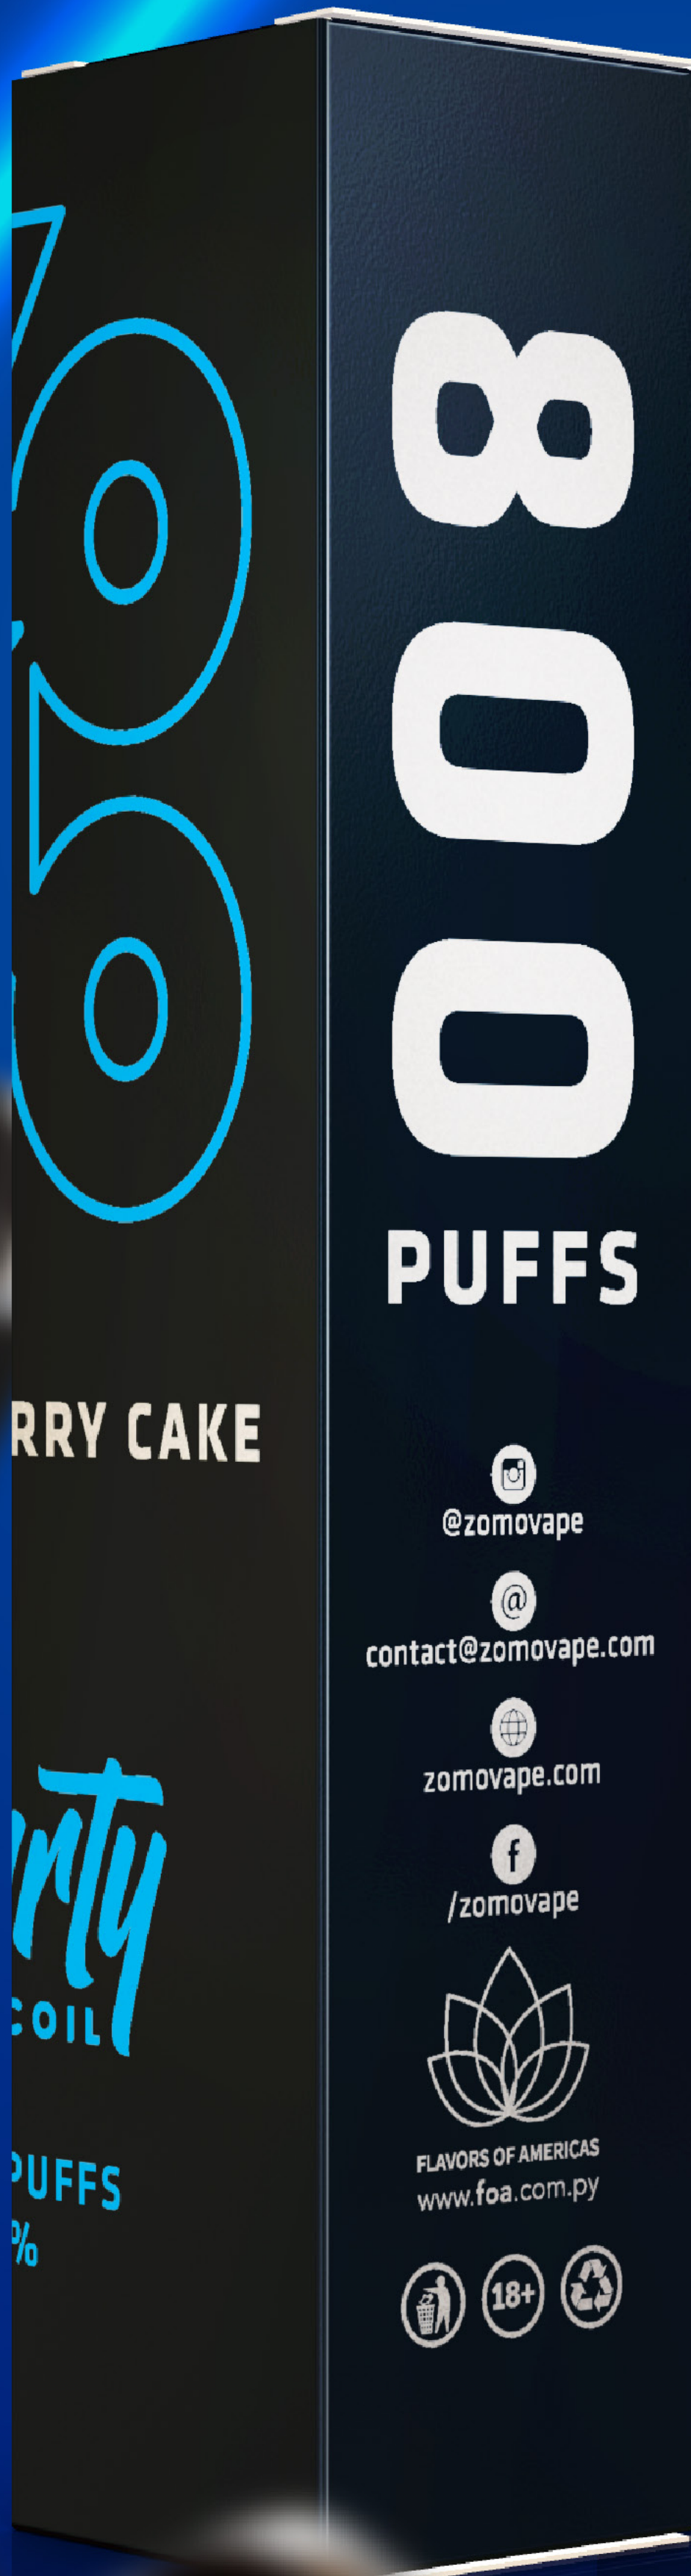 RRY CAKE
COIL
PUFFS
%
800
PUFFS
@zomovape
contact@zomovape.com
zomovape.com
/zomovape
FLAVORS OF AMERICAS
www.foa.com.py
18+